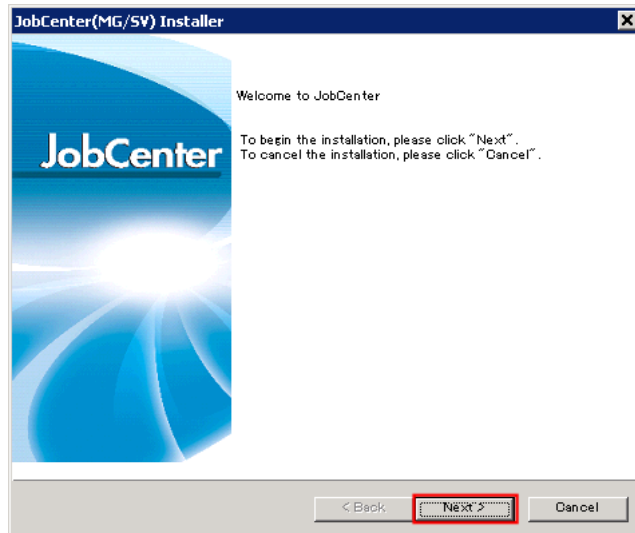 JobCenter(MG/SV) Installer
Welcome to JobCenter
JobCenter
To begin the installation, please click "Next".
To cancel the installation, please click "Cancel".
< Back
Next >
Cancel